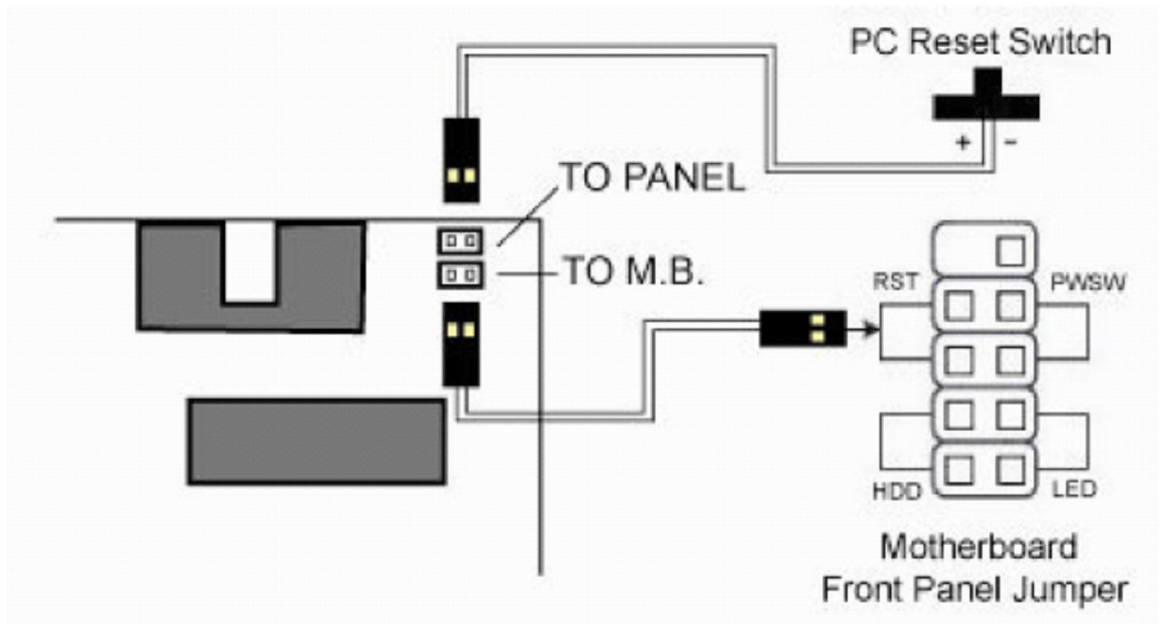 PC Reset Switch
+ -
TO PANEL
TO M.B.
RST
PWSW
HDD
LED
Motherboard
Front Panel Jumper